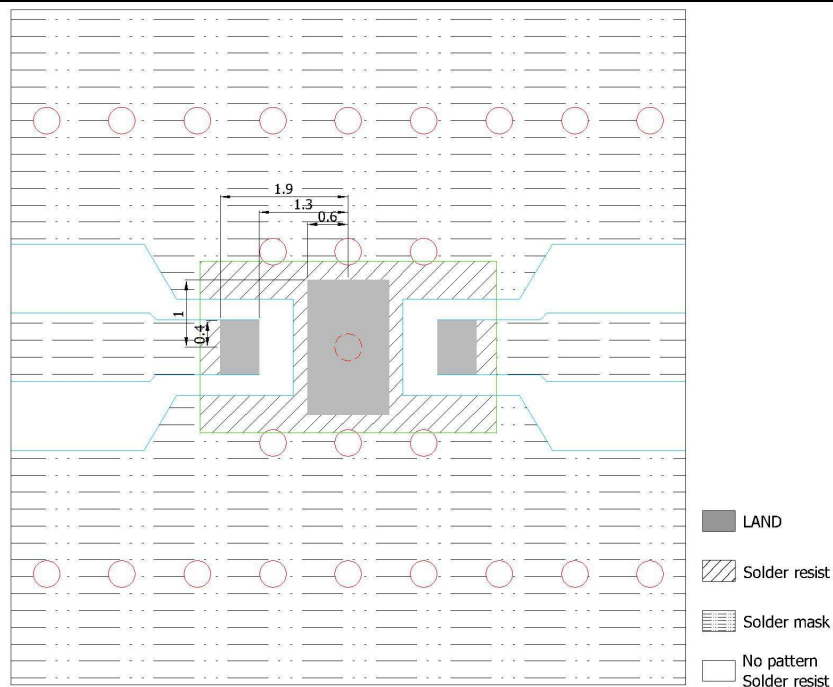 1.9
1.3
0.6
1
0.4
LAND
Solder resist
Solder mask
No pattern
Solder resist